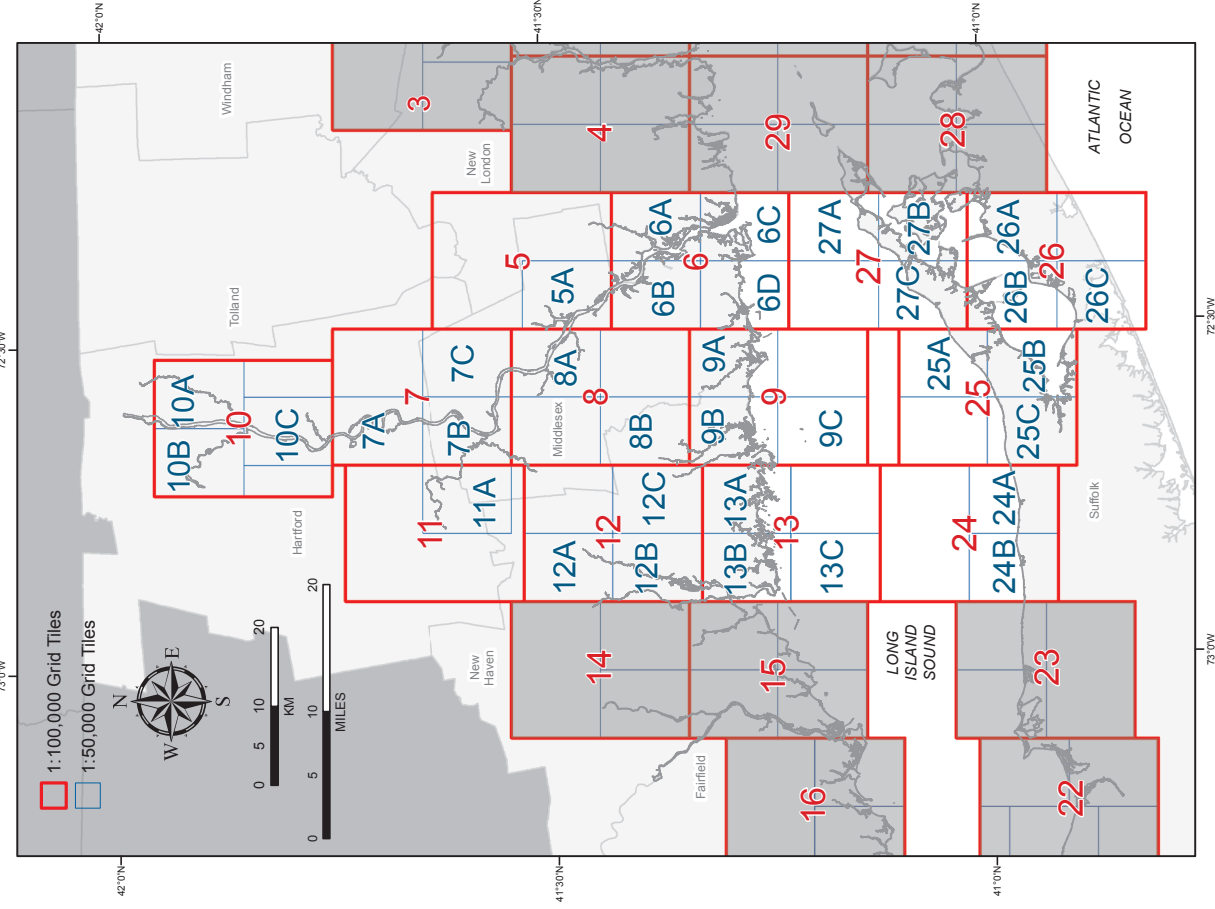 1:100,000 Grid Tiles
1:50,000 Grid Tiles
N
W
E
S
0
5
10
20
KM
0
5
10
20
MILES
73°0'W
72°30'W
42°0'N
42°0'N
41°30'N
41°30'N
41°0'N
41°0'N
72°30'W
73°0'W
Windham
Tolland
Hartford
New
London
Middlesex
New
Haven
Fairfield
Suffolk
LONG
ISLAND
SOUND
ATLANTIC
OCEAN
10B
10A
10
10C
7A
7
7B
7C
3
11
11A
5
5A
12A
12
12B
12C
8A
8
8B
4
14
6A
6B
6
6C
6D
13B
13A
13
13C
9B
9A
9
9C
15
29
16
27A
27
27C
27B
25A
25
25C
25B
24
24B
24A
28
26B
26A
26
26C
23
22